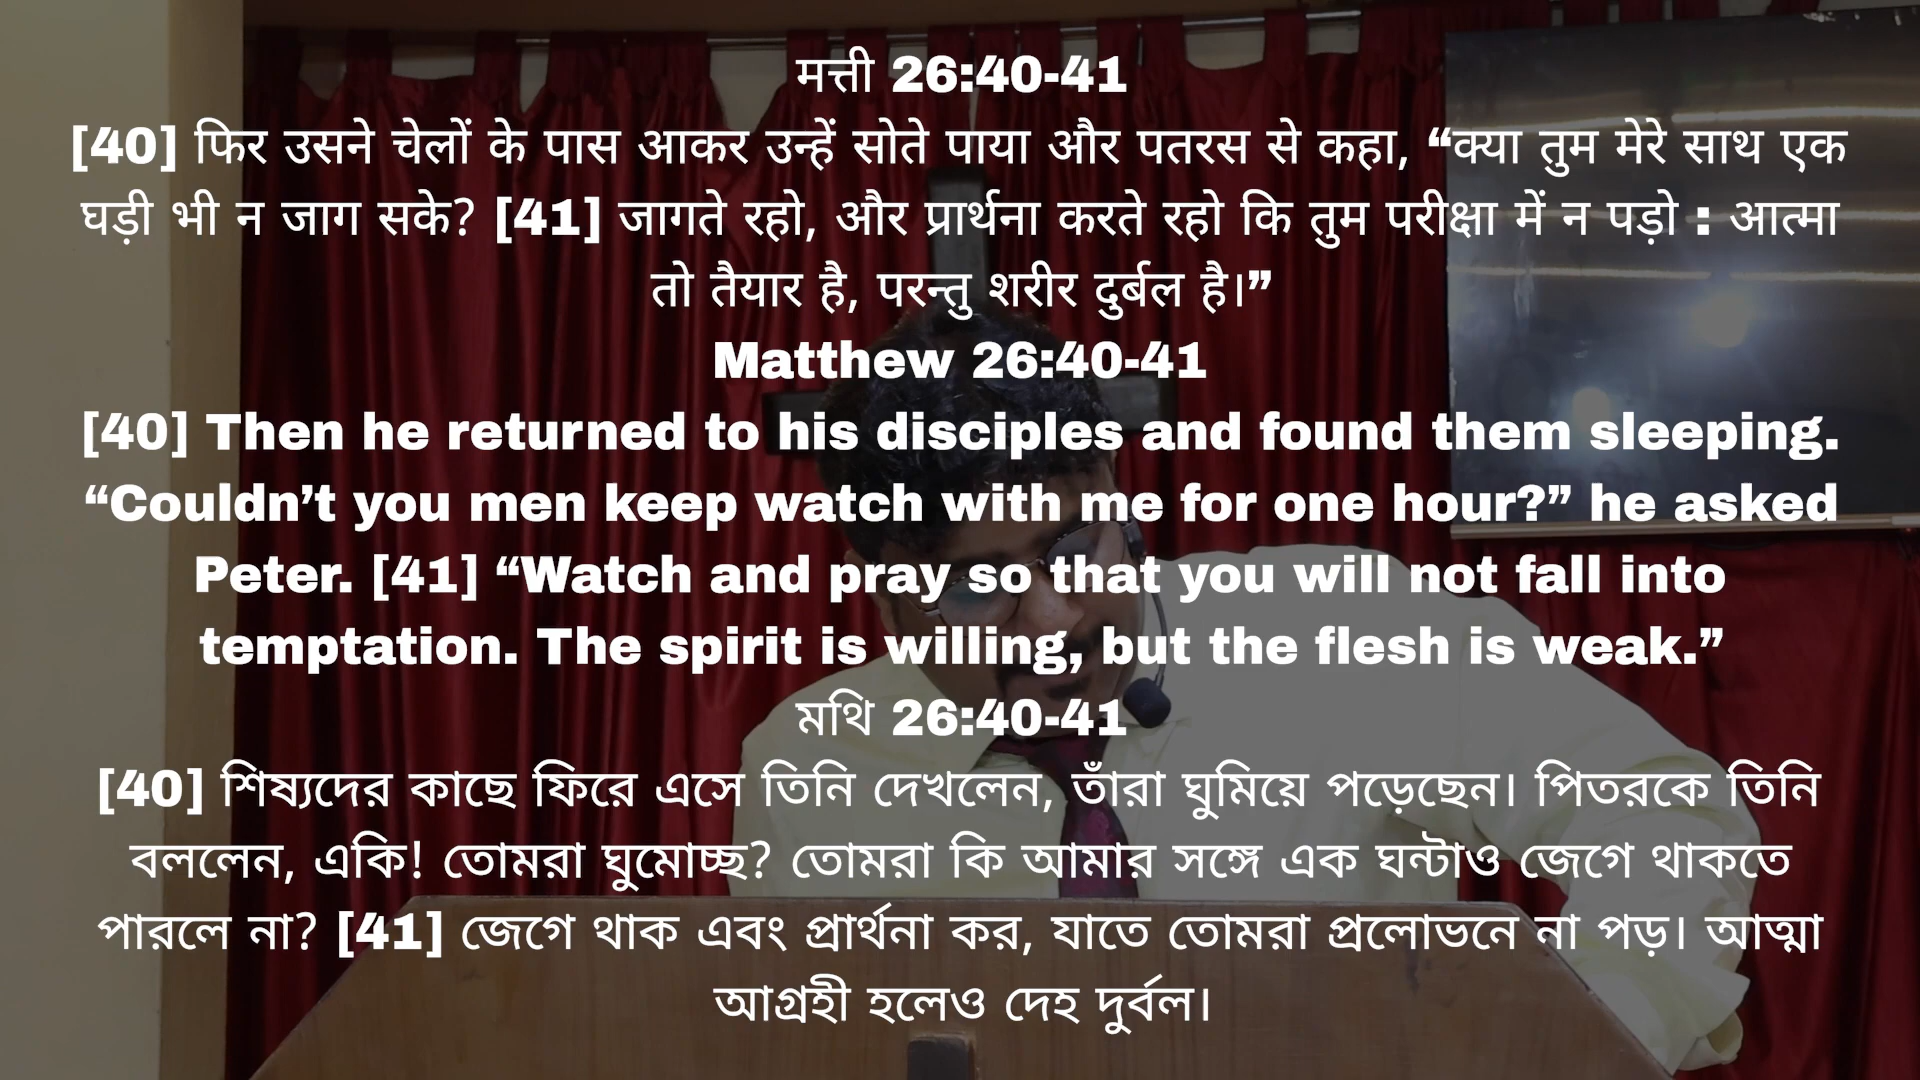 मत्ती 26:40-41
[40] फिर उसने चेलों के पास आकर उन्हें सोते पाया और पतरस से कहा, “क्या तुम मेरे साथ एक
घड़ी भी न जाग सके? [41] जागते रहो, और प्रार्थना करते रहो कि तुम परीक्षा में न पड़ो : आत्मा
तो तैयार है, परन्तु शरीर दुर्बल है।”
Matthew 26:40-41
[40] Then he returned to his disciples and found them sleeping.
“Couldn’t you men keep watch with me for one hour?” he asked
Peter. [41] “Watch and pray so that you will not fall into
temptation. The spirit is willing, but the flesh is weak.”
মথি 26:40-41
[40] শিষ্যদের কাছে ফিরে এসে তিনি দেখলেন, তাঁরা ঘুমিয়ে পড়েছেন। পিতরকে তিনি
বললেন, একি! তোমরা ঘুমোচ্ছ? তোমরা কি আমার সঙ্গে এক ঘন্টাও জেগে থাকতে
পারলে না? [41] জেগে থাক এবং প্রার্থনা কর, যাতে তোমরা প্রলোভনে না পড়। আত্মা
আগ্রহী হলেও দেহ দুর্বল।